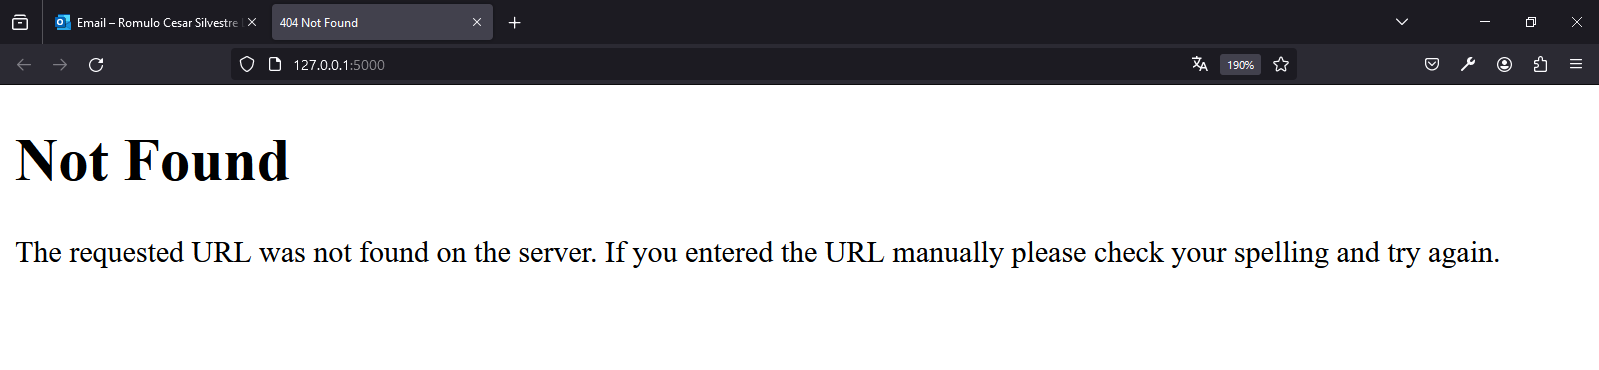 Email – Romulo Cesar Silvestre
404 Not Found
127.0.0.1:5000
190%
Not Found
The requested URL was not found on the server. If you entered the URL manually please check your spelling and try again.